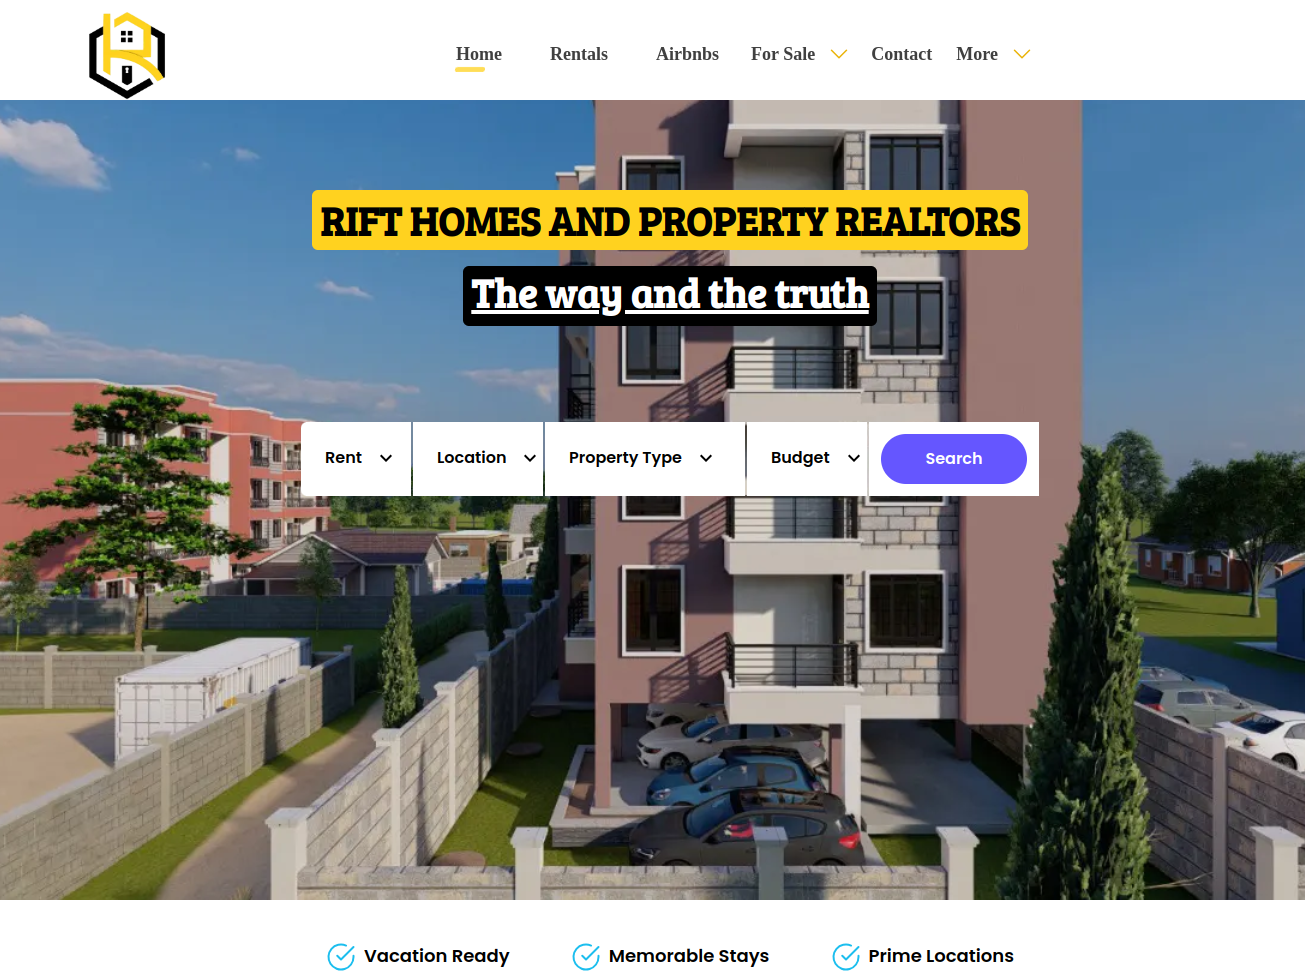 Home Rentals Airbnbs For Sale Contact More
RIFT HOMES AND PROPERTY REALTORS
The way and the truth
Rent Location Property Type Budget Search
Vacation Ready Memorable Stays Prime Locations